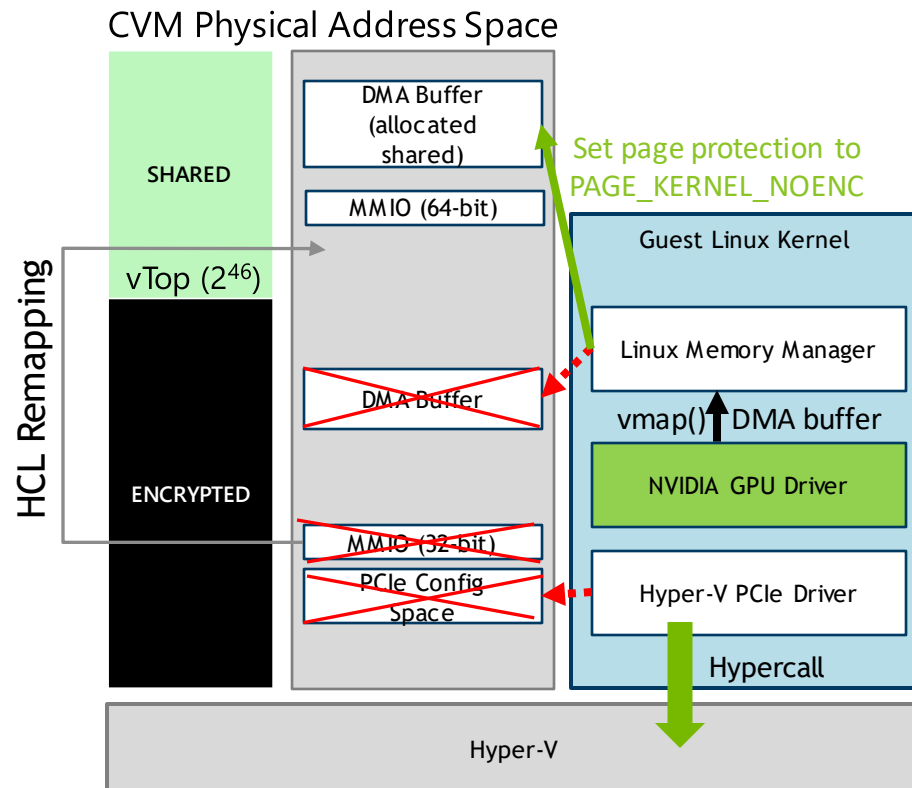 CVM Physical Address Space
SHARED
vTop (2⁴⁶)
ENCRYPTED
HCL Remapping
DMA Buffer
(allocated
shared)
MMIO (64-bit)
DMA Buffer
MMIO (32-bit)
PCIe Config
Space
Set page protection to
PAGE_KERNEL_NOENC
Guest Linux Kernel
Linux Memory Manager
vmap() DMA buffer
NVIDIA GPU Driver
Hyper-V PCIe Driver
Hypercall
Hyper-V